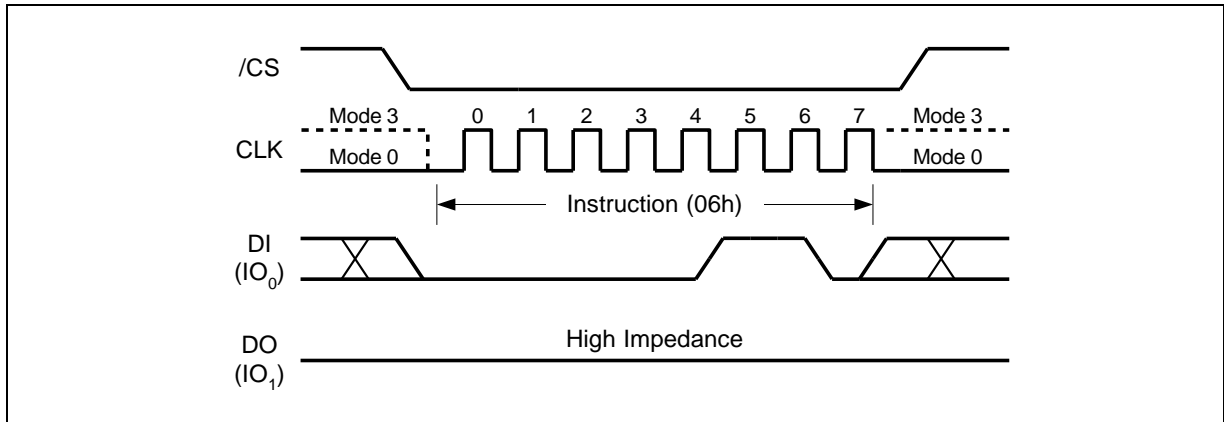 /CS
Mode 3 0 1 2 3 4 5 6 7 Mode 3
CLK
Mode 0 Mode 0
Instruction (06h)
DI
(IO₀)
High Impedance
DO
(IO₁)